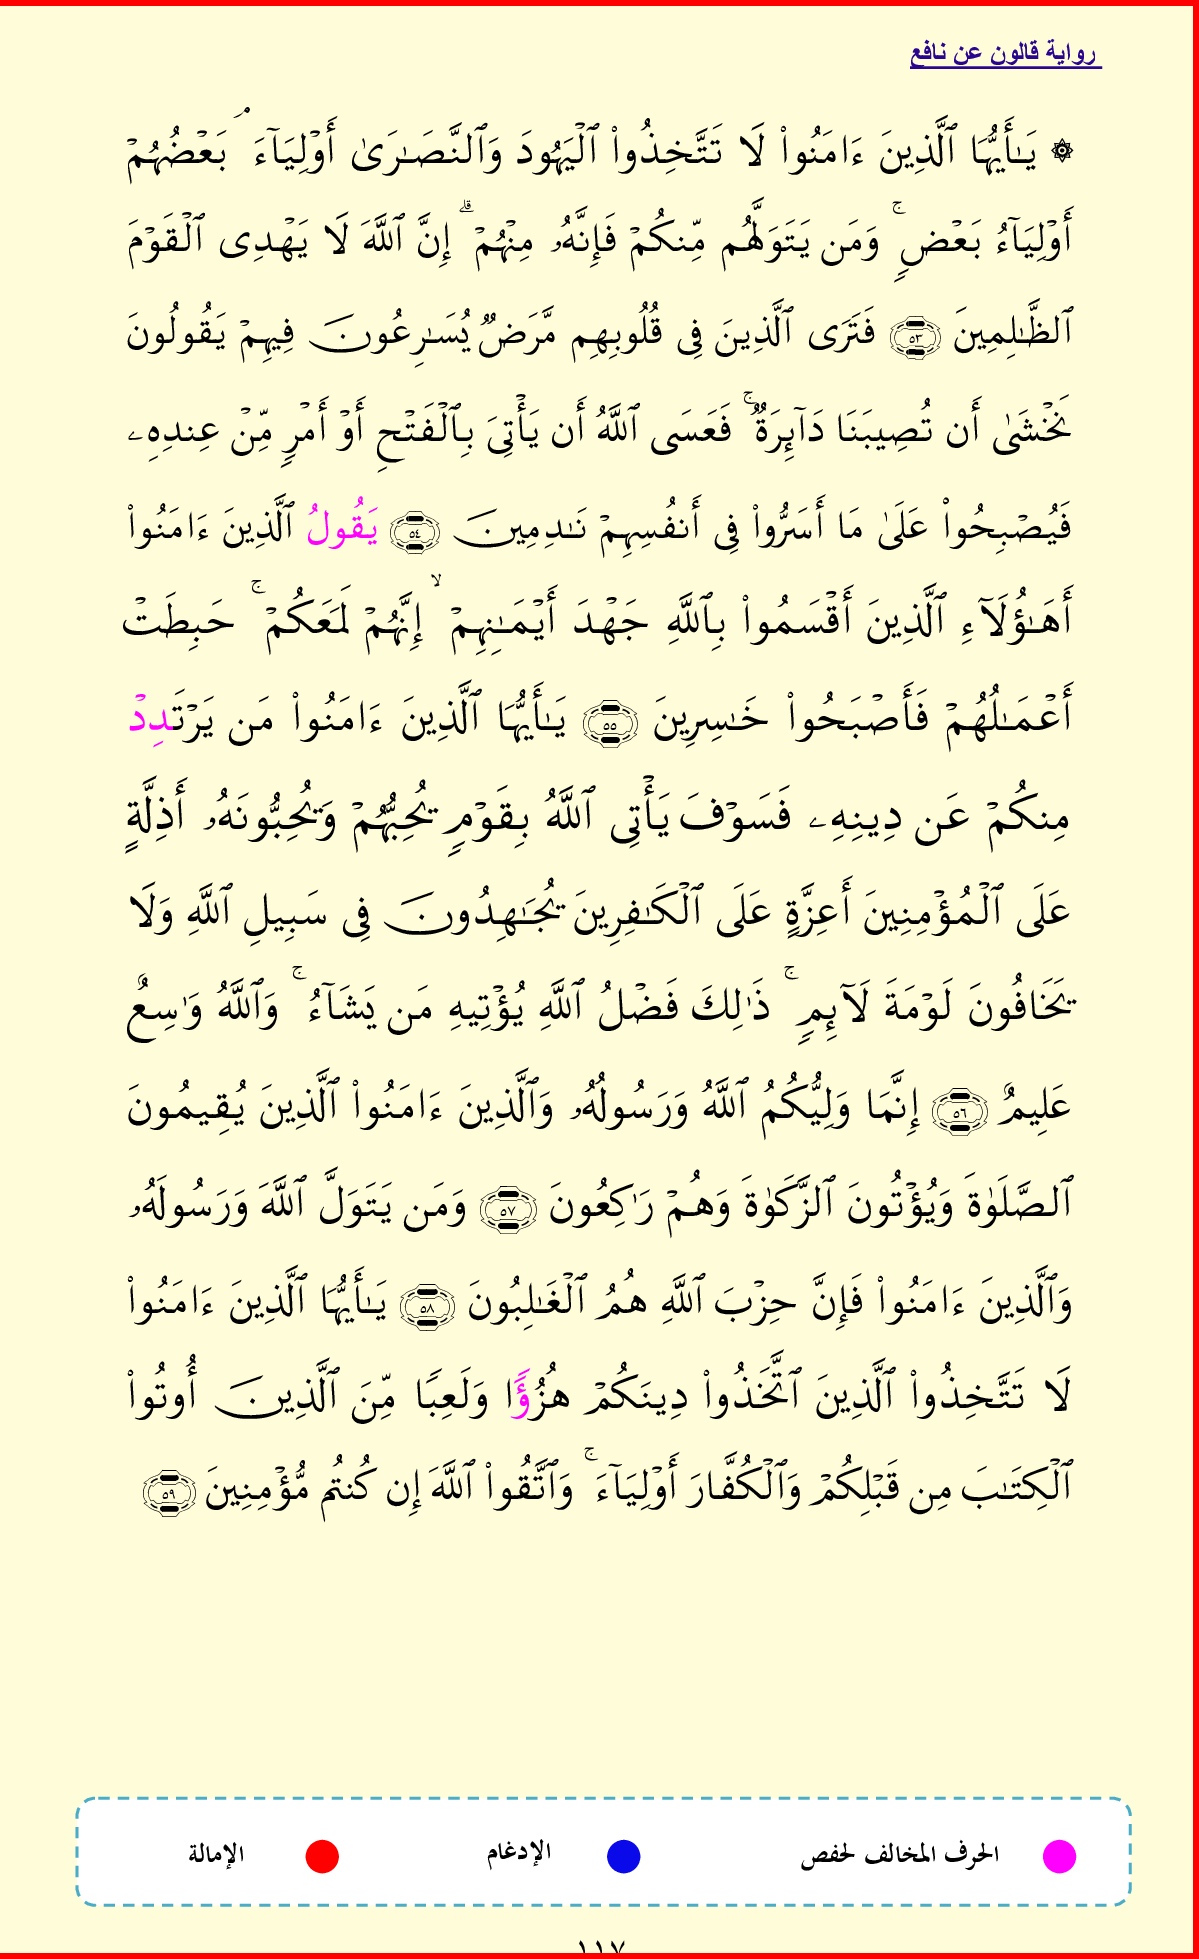 رواية قالون عن نافع
۞ يَـٰٓأَيُّهَا ٱلَّذِينَ ءَامَنُوا۟ لَا تَتَّخِذُوا۟ ٱلۡيَهُودَ وَٱلنَّصَـٰرَىٰ أَوۡلِيَآءَ ۘ بَعۡضُهُمۡ
أَوۡلِيَآءُ بَعۡضٖ ۚ وَمَن يَتَوَلَّهُم مِّنكُمۡ فَإِنَّهُۥ مِنۡهُمۡ ۗ إِنَّ ٱللَّهَ لَا يَهۡدِى ٱلۡقَوۡمَ
ٱلظَّـٰلِمِينَ ٥٣ فَتَرَى ٱلَّذِينَ فِى قُلُوبِهِم مَّرَضٞ يُسَـٰرِعُونَ فِيهِمۡ يَقُولُونَ
نَخۡشَىٰٓ أَن تُصِيبَنَا دَآئِرَةٞ ۚ فَعَسَى ٱللَّهُ أَن يَأۡتِىَ بِٱلۡفَتۡحِ أَوۡ أَمۡرٖ مِّنۡ عِندِهِۦ
فَيُصۡبِحُوا۟ عَلَىٰ مَآ أَسَرُّوا۟ فِىٓ أَنفُسِهِمۡ نَـٰدِمِينَ ٥٤ يَقُولُ ٱلَّذِينَ ءَامَنُوا۟
أَهَـٰٓؤُلَآءِ ٱلَّذِينَ أَقۡسَمُوا۟ بِٱللَّهِ جَهۡدَ أَيۡمَـٰنِهِمۡ ۙ إِنَّهُمۡ لَمَعَكُمۡ ۚ حَبِطَتۡ
أَعۡمَـٰلُهُمۡ فَأَصۡبَحُوا۟ خَـٰسِرِينَ ٥٥ يَـٰٓأَيُّهَا ٱلَّذِينَ ءَامَنُوا۟ مَن يَرۡتَدِدۡ
مِنكُمۡ عَن دِينِهِۦ فَسَوۡفَ يَأۡتِى ٱللَّهُ بِقَوۡمٖ يُحِبُّهُمۡ وَيُحِبُّونَهُۥٓ أَذِلَّةٍ
عَلَى ٱلۡمُؤۡمِنِينَ أَعِزَّةٍ عَلَى ٱلۡكَـٰفِرِينَ يُجَـٰهِدُونَ فِى سَبِيلِ ٱللَّهِ وَلَا
يَخَافُونَ لَوۡمَةَ لَآئِمٖ ۚ ذَٰلِكَ فَضۡلُ ٱللَّهِ يُؤۡتِيهِ مَن يَشَآءُ ۚ وَٱللَّهُ وَٰسِعٌ
عَلِيمٌ ٥٦ إِنَّمَا وَلِيُّكُمُ ٱللَّهُ وَرَسُولُهُۥ وَٱلَّذِينَ ءَامَنُوا۟ ٱلَّذِينَ يُقِيمُونَ
ٱلصَّلَوٰةَ وَيُؤۡتُونَ ٱلزَّكَوٰةَ وَهُمۡ رَٰكِعُونَ ٥٧ وَمَن يَتَوَلَّ ٱللَّهَ وَرَسُولَهُۥ
وَٱلَّذِينَ ءَامَنُوا۟ فَإِنَّ حِزۡبَ ٱللَّهِ هُمُ ٱلۡغَـٰلِبُونَ ٥٨ يَـٰٓأَيُّهَا ٱلَّذِينَ ءَامَنُوا۟
لَا تَتَّخِذُوا۟ ٱلَّذِينَ ٱتَّخَذُوا۟ دِينَكُمۡ هُزُؤٗا وَلَعِبٗا مِّنَ ٱلَّذِينَ أُوتُوا۟
ٱلۡكِتَـٰبَ مِن قَبۡلِكُمۡ وَٱلۡكُفَّارَ أَوۡلِيَآءَ ۚ وَٱتَّقُوا۟ ٱللَّهَ إِن كُنتُم مُّؤۡمِنِينَ ٥٩
الحرف المخالف لحفص الإدغام الإمالة
١١٧